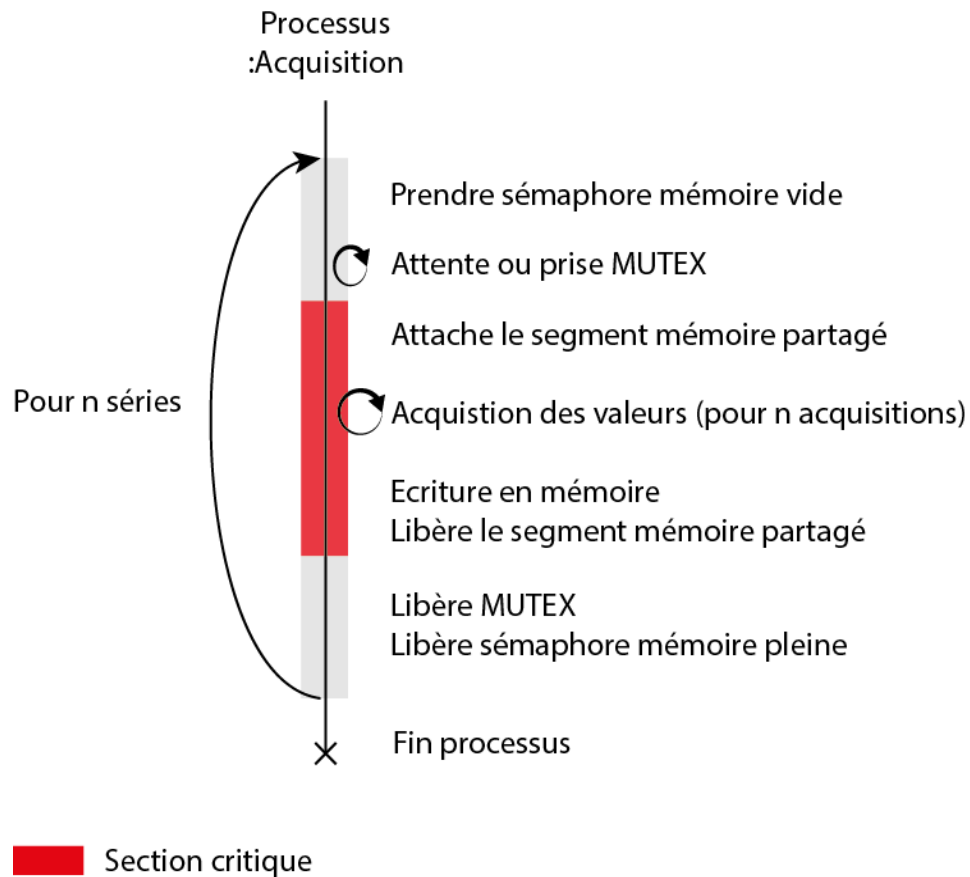 Processus
:Acquisition
Prendre sémaphore mémoire vide
Attente ou prise MUTEX
Attache le segment mémoire partagé
Pour n séries
Acquistion des valeurs (pour n acquisitions)
Ecriture en mémoire
Libère le segment mémoire partagé
Libère MUTEX
Libère sémaphore mémoire pleine
Fin processus
Section critique